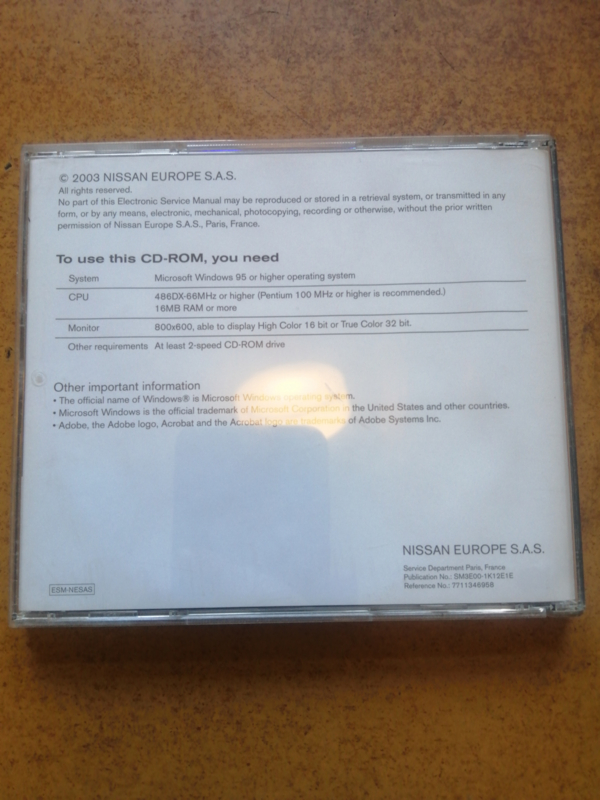 © 2003 NISSAN EUROPE S.A.S.
All rights reserved.
No part of this Electronic Service Manual may be reproduced or stored in a retrieval system, or transmitted in any
form, or by any means, electronic, mechanical, photocopying, recording or otherwise, without the prior written
permission of Nissan Europe S.A.S., Paris, France.
To use this CD-ROM, you need
System Microsoft Windows 95 or higher operating system
CPU 486DX-66MHz or higher (Pentium 100 MHz or higher is recommended.)
16MB RAM or more
Monitor 800x600, able to display High Color 16 bit or True Color 32 bit.
Other requirements At least 2-speed CD-ROM drive
Other important information
• The official name of Windows® is Microsoft Windows operating system.
• Microsoft Windows is the official trademark of Microsoft Corporation in the United States and other countries.
• Adobe, the Adobe logo, Acrobat and the Acrobat logo are trademarks of Adobe Systems Inc.
NISSAN EUROPE S.A.S.
Service Department Paris, France
Publication No.: SM3E00-1K12E1E
Reference No.: 7711346958
ESM-NESAS